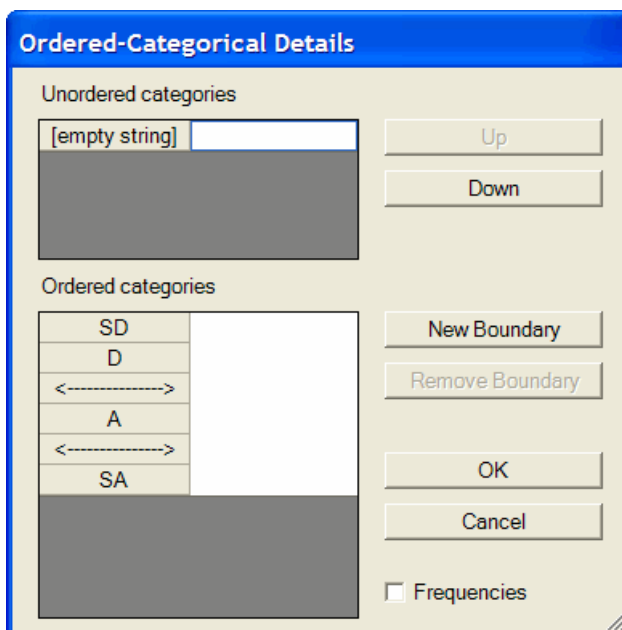 Ordered-Categorical Details
Unordered categories
[empty string]
Up
Down
Ordered categories
SD
D
<--------------->
A
<--------------->
SA
New Boundary
Remove Boundary
OK
Cancel
Frequencies